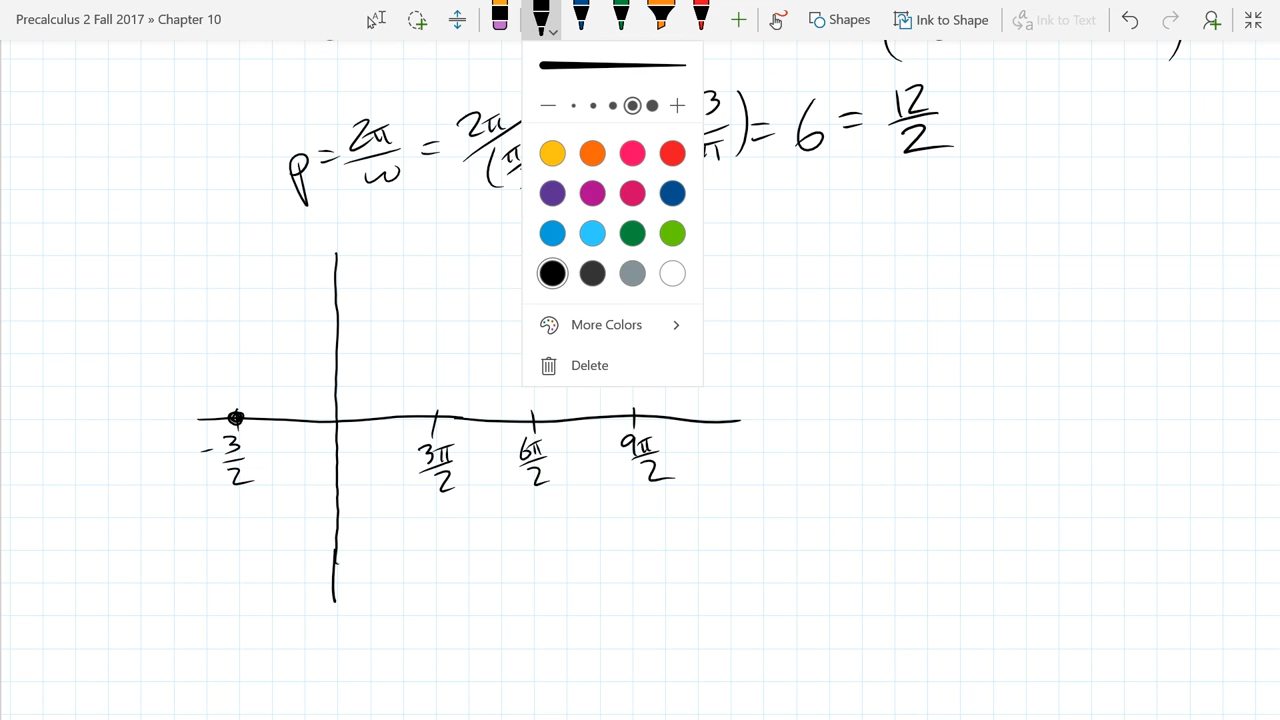 Precalculus 2 Fall 2017 » Chapter 10
Shapes
Ink to Shape
Ink to Text
p = 2π/ω = 2π/(π 3/π) = 6 = 12/2
More Colors
Delete
-3/2
3π/2
6π/2
9π/2